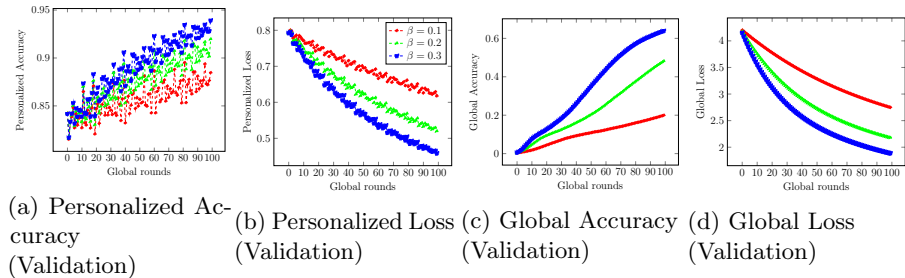 0.95
0.9
0.85
Personalized Accuracy
0 10 20 30 40 50 60 70 80 90 100
Global rounds
(a) Personalized Ac-
curacy
(Validation)
0.8
0.7
0.6
0.5
Personalized Loss
β = 0.1
β = 0.2
β = 0.3
0 10 20 30 40 50 60 70 80 90 100
Global rounds
(b) Personalized Loss
(Validation)
0.6
0.4
0.2
0
Global Accuracy
0 10 20 30 40 50 60 70 80 90 100
Global rounds
(c) Global Accuracy
(Validation)
4
3
2
Global Loss
0 10 20 30 40 50 60 70 80 90 100
Global rounds
(d) Global Loss
(Validation)